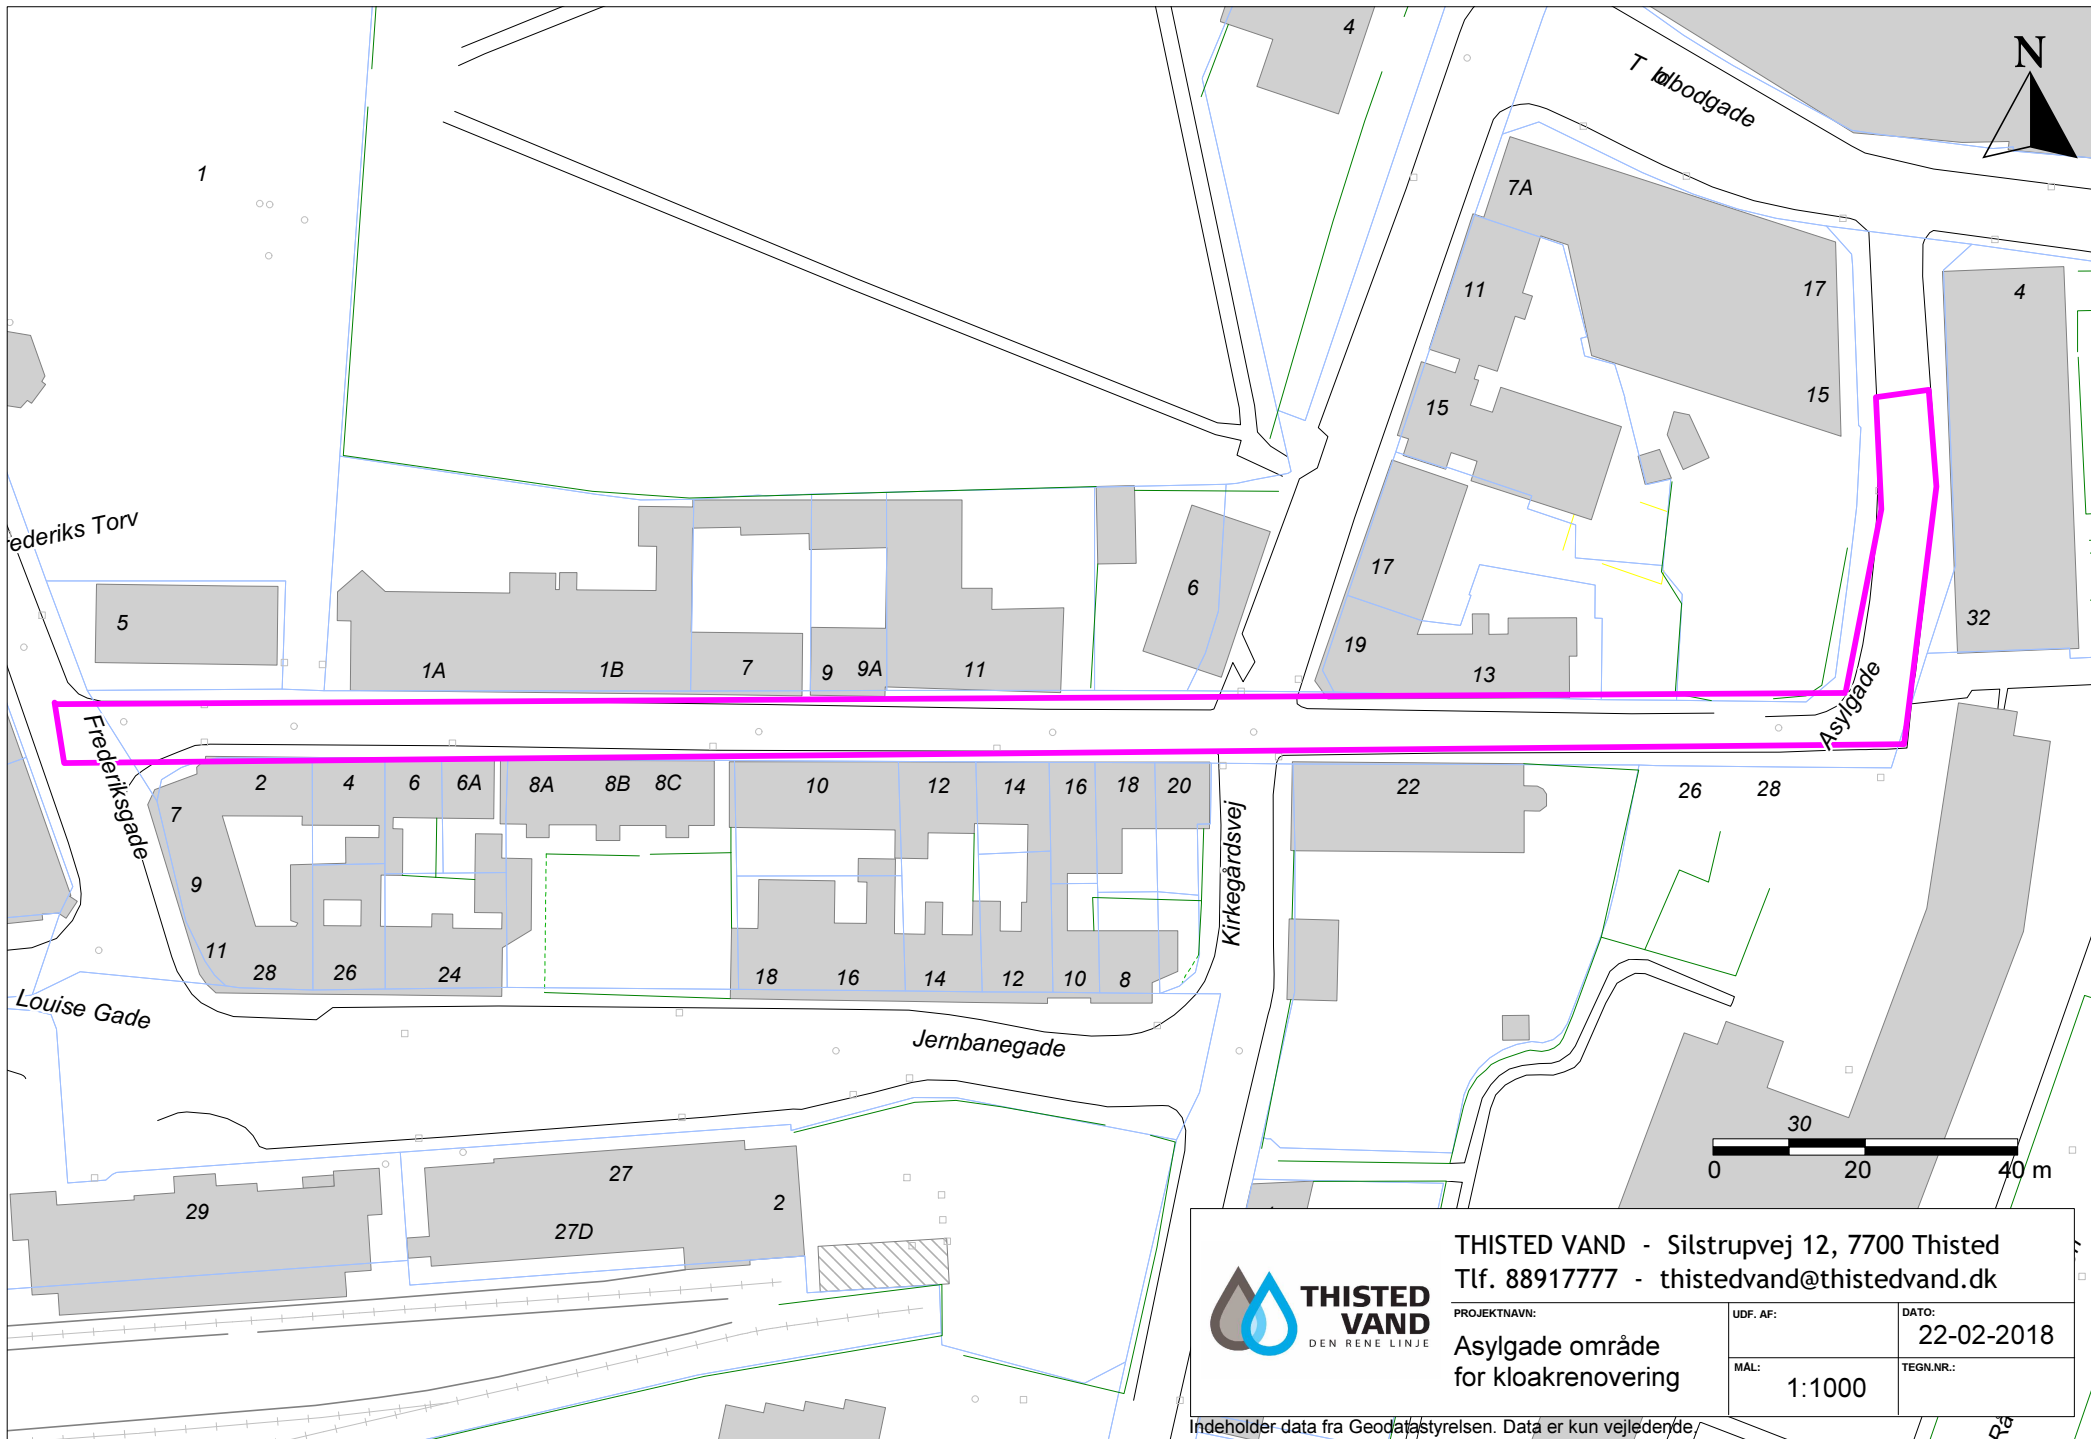 4
N
T olbodgade
1
7A
11
17
4
15
15
ederiks Torv
5
6
17
32
19
1A
1B
7
9
9A
11
13
Asylgade
Frederiksgade
2
4
6
6A
8A
8B
8C
10
12
14
16
18
20
22
26
28
7
Kirkegårdsvej
9
11
28
26
24
18
16
14
12
10
8
Louise Gade
Jernbanegade
30
0
20
40 m
27
2
29
27D
THISTED VAND - Silstrupvej 12, 7700 Thisted
Tlf. 88917777 - thistedvand@thistedvand.dk
THISTED
VAND
DEN RENE LINJE
PROJEKTNAVN:
Asylgade område
for kloakrenovering
UDF. AF:
DATO:
22-02-2018
MÅL:
1:1000
TEGN.NR.:
Indeholder data fra Geodatastyrelsen. Data er kun vejledende.